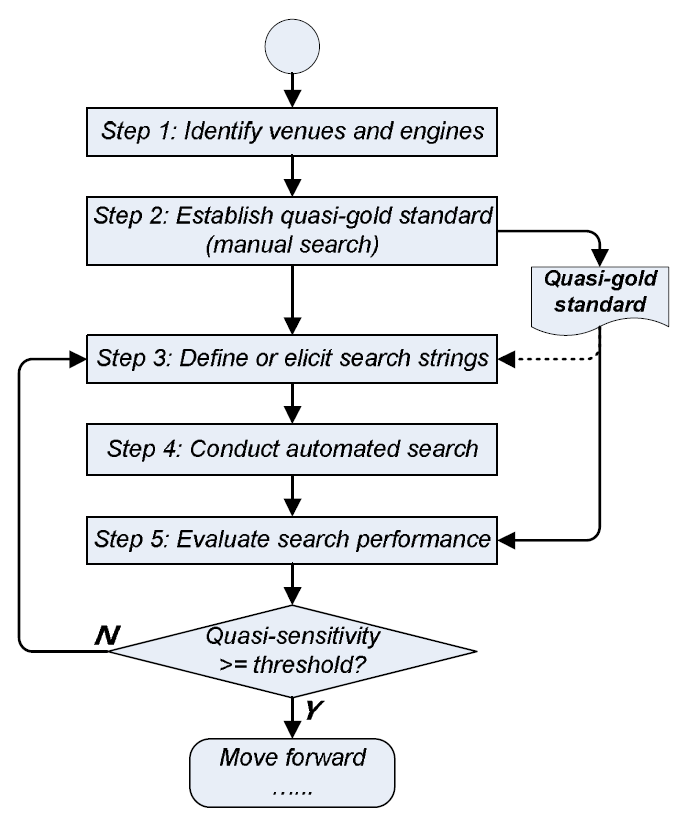 Step 1: Identify venues and engines
Step 2: Establish quasi-gold standard
(manual search)
Quasi-gold
standard
Step 3: Define or elicit search strings
Step 4: Conduct automated search
Step 5: Evaluate search performance
N
Quasi-sensitivity
>= threshold?
Y
Move forward
......